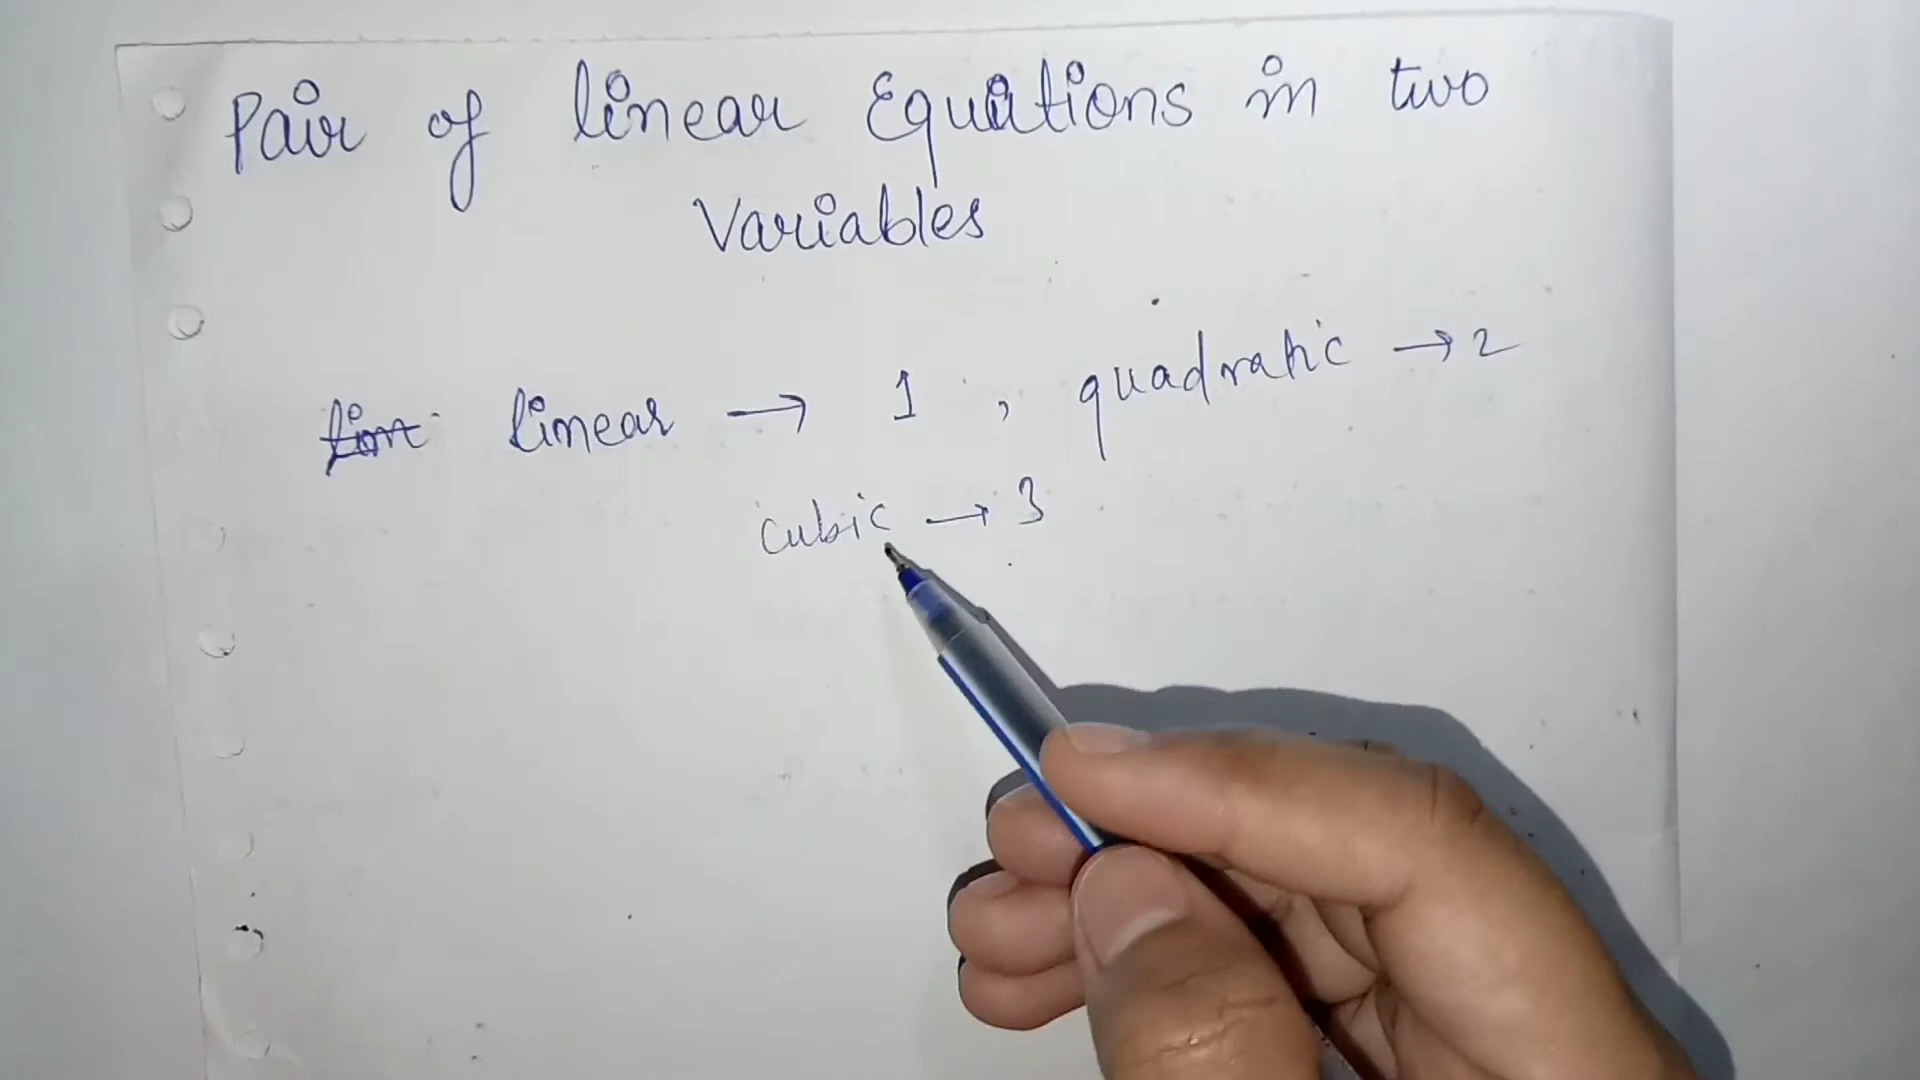 Pair of linear Equations in two
Variables
linear → 1 , quadratic → 2
cubic → 3